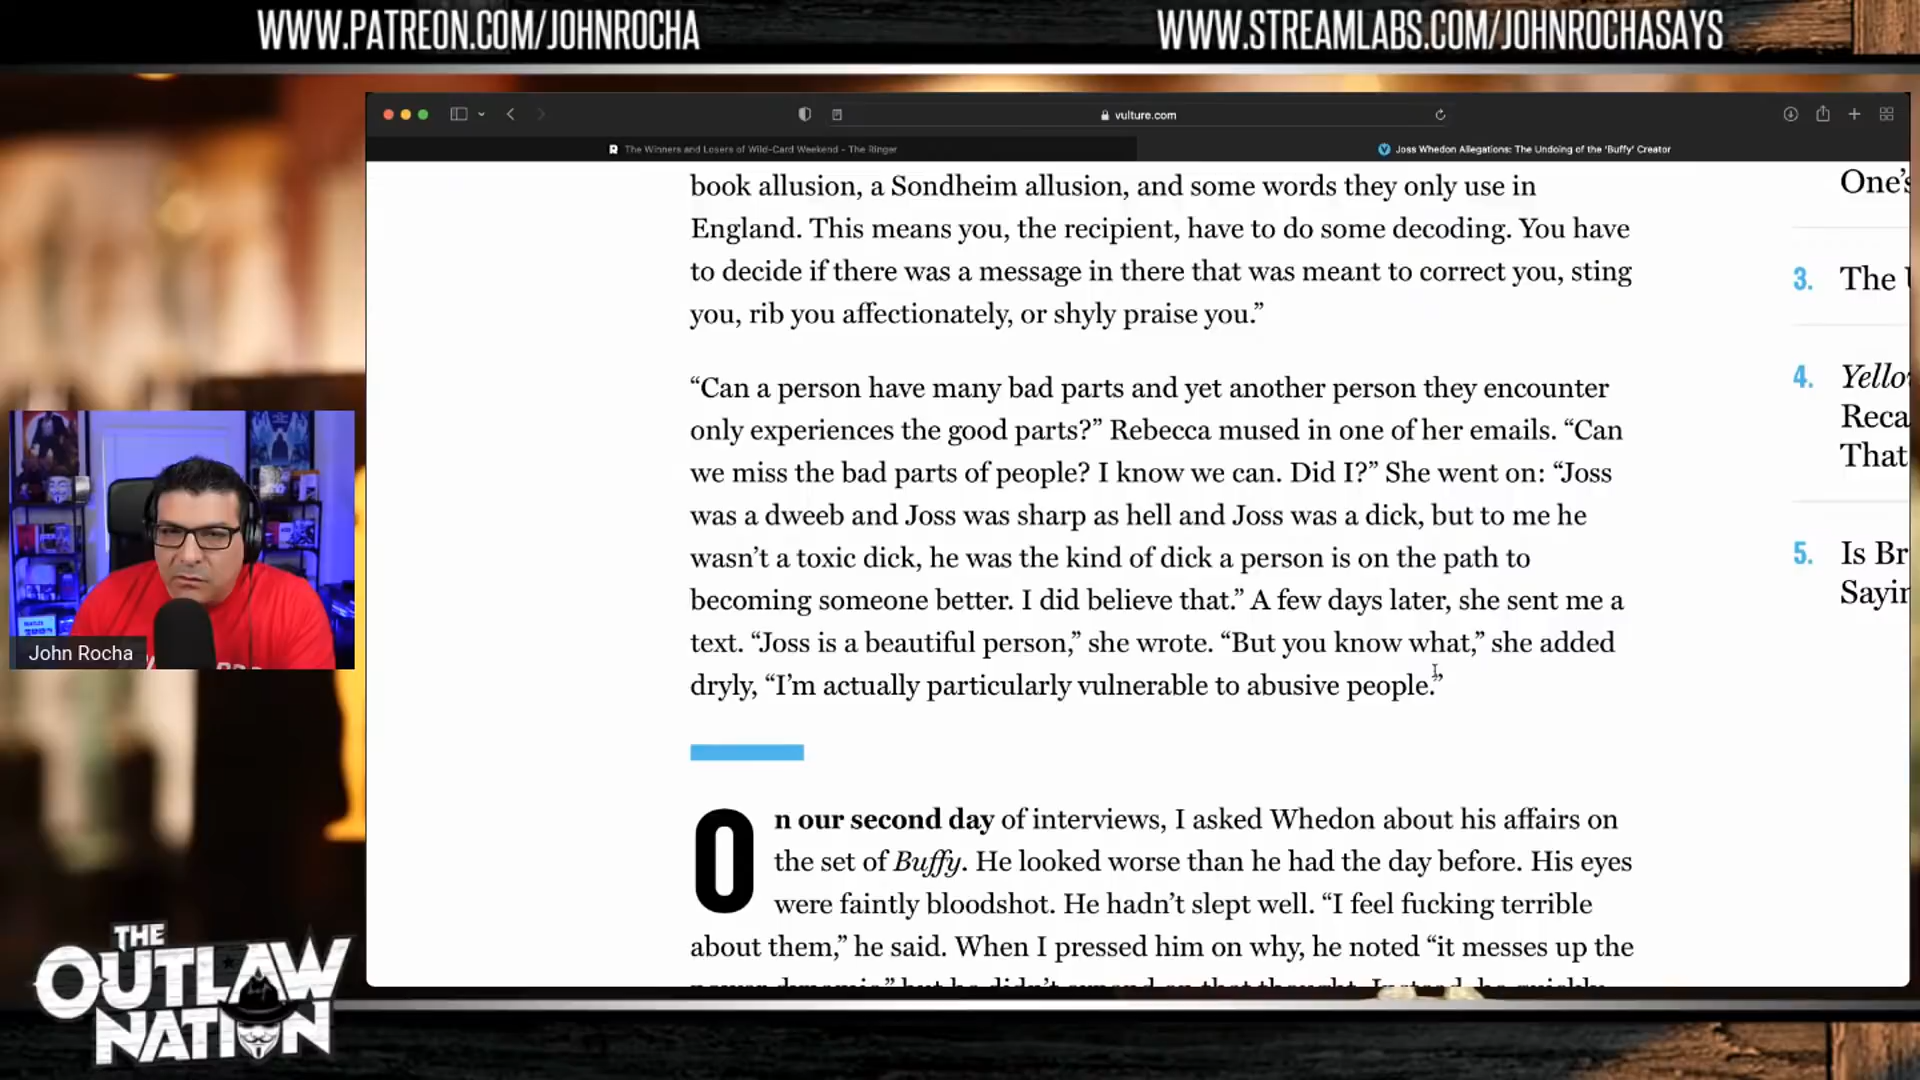 WWW.PATREON.COM/JOHNROCHA
WWW.STREAMLABS.COM/JOHNROCHASAYS
vulture.com
The Winners and Losers of Wild-Card Weekend - The Ringer
Joss Whedon Allegations: The Undoing of the 'Buffy' Creator
book allusion, a Sondheim allusion, and some words they only use in
England. This means you, the recipient, have to do some decoding. You have
to decide if there was a message in there that was meant to correct you, sting
you, rib you affectionately, or shyly praise you.”
“Can a person have many bad parts and yet another person they encounter
only experiences the good parts?” Rebecca mused in one of her emails. “Can
we miss the bad parts of people? I know we can. Did I?” She went on: “Joss
was a dweeb and Joss was sharp as hell and Joss was a dick, but to me he
wasn’t a toxic dick, he was the kind of dick a person is on the path to
becoming someone better. I did believe that.” A few days later, she sent me a
text. “Joss is a beautiful person,” she wrote. “But you know what,” she added
dryly, “I’m actually particularly vulnerable to abusive people.”
On our second day of interviews, I asked Whedon about his affairs on
the set of Buffy. He looked worse than he had the day before. His eyes
were faintly bloodshot. He hadn’t slept well. “I feel fucking terrible
about them,” he said. When I pressed him on why, he noted “it messes up the
One’s
3. The
4. Yello
Reca
That
5. Is Br
Sayin
John Rocha
THE
OUTLAW
NATION